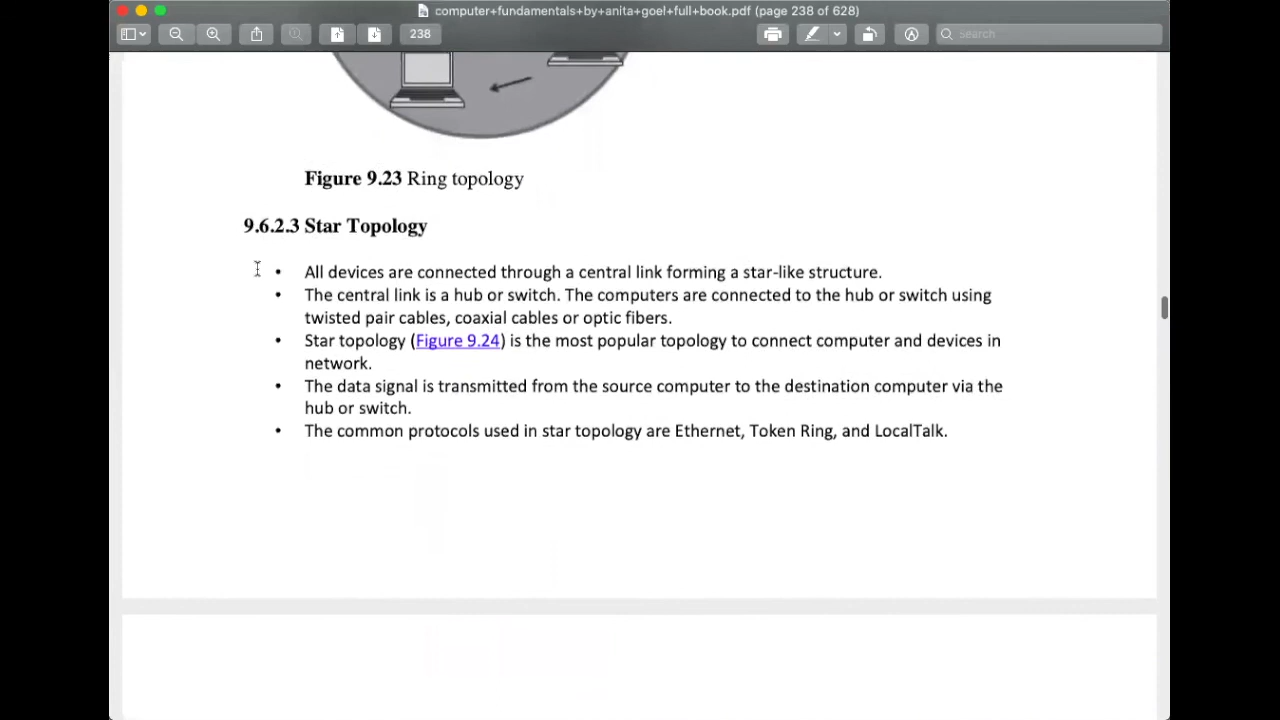 computer+fundamentals+by+anita+goel+full+book.pdf (page 238 of 628)
238
Search
Figure 9.23 Ring topology
9.6.2.3 Star Topology
• All devices are connected through a central link forming a star-like structure.
• The central link is a hub or switch. The computers are connected to the hub or switch using
twisted pair cables, coaxial cables or optic fibers.
• Star topology (Figure 9.24) is the most popular topology to connect computer and devices in
network.
• The data signal is transmitted from the source computer to the destination computer via the
hub or switch.
• The common protocols used in star topology are Ethernet, Token Ring, and LocalTalk.